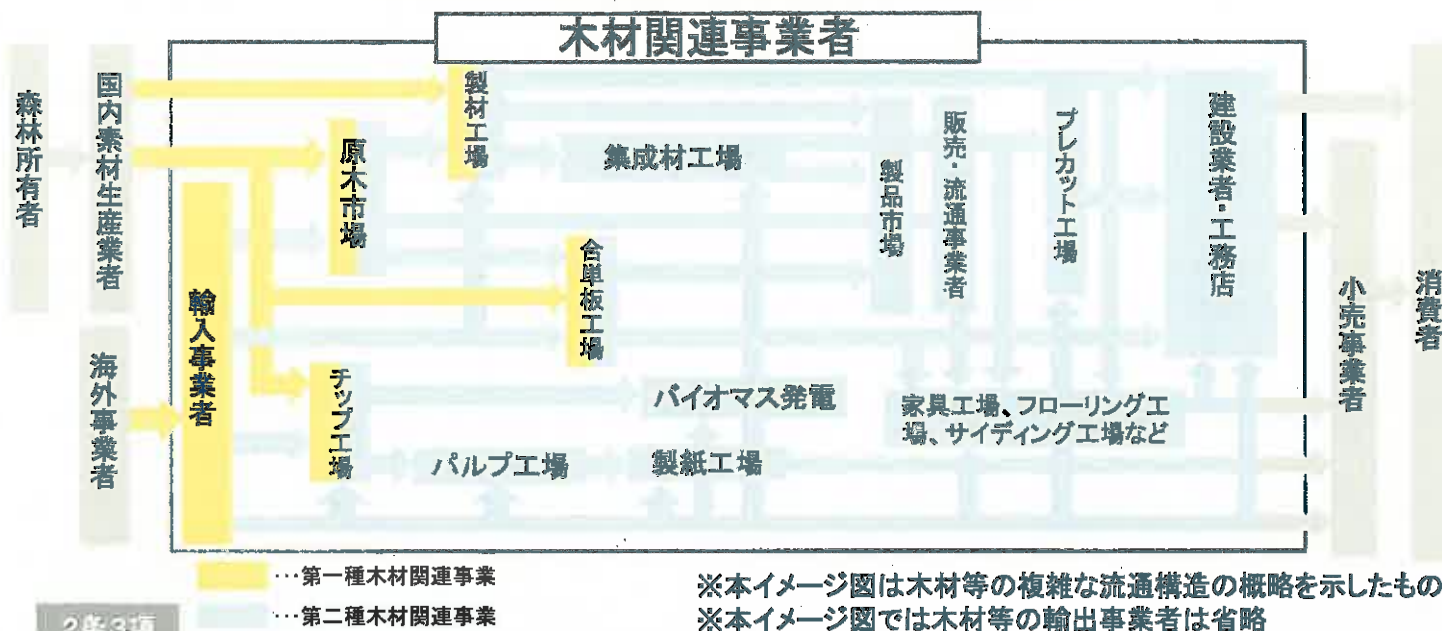 木材関連事業者
森林所有者
国内素材生産業者
海外事業者
輸入事業者
原木市場
製材工場
集成材工場
合単板工場
チップ工場
バイオマス発電
パルプ工場
製紙工場
製品市場
販売・流通事業者
プレカット工場
家具工場、フローリング工
場、サイディング工場など
建設業者・工務店
小売事業者
消費者
…第一種木材関連事業
…第二種木材関連事業
2条3項
※本イメージ図は木材等の複雑な流通構造の概略を示したもの
※本イメージ図では木材等の輸出事業者は省略